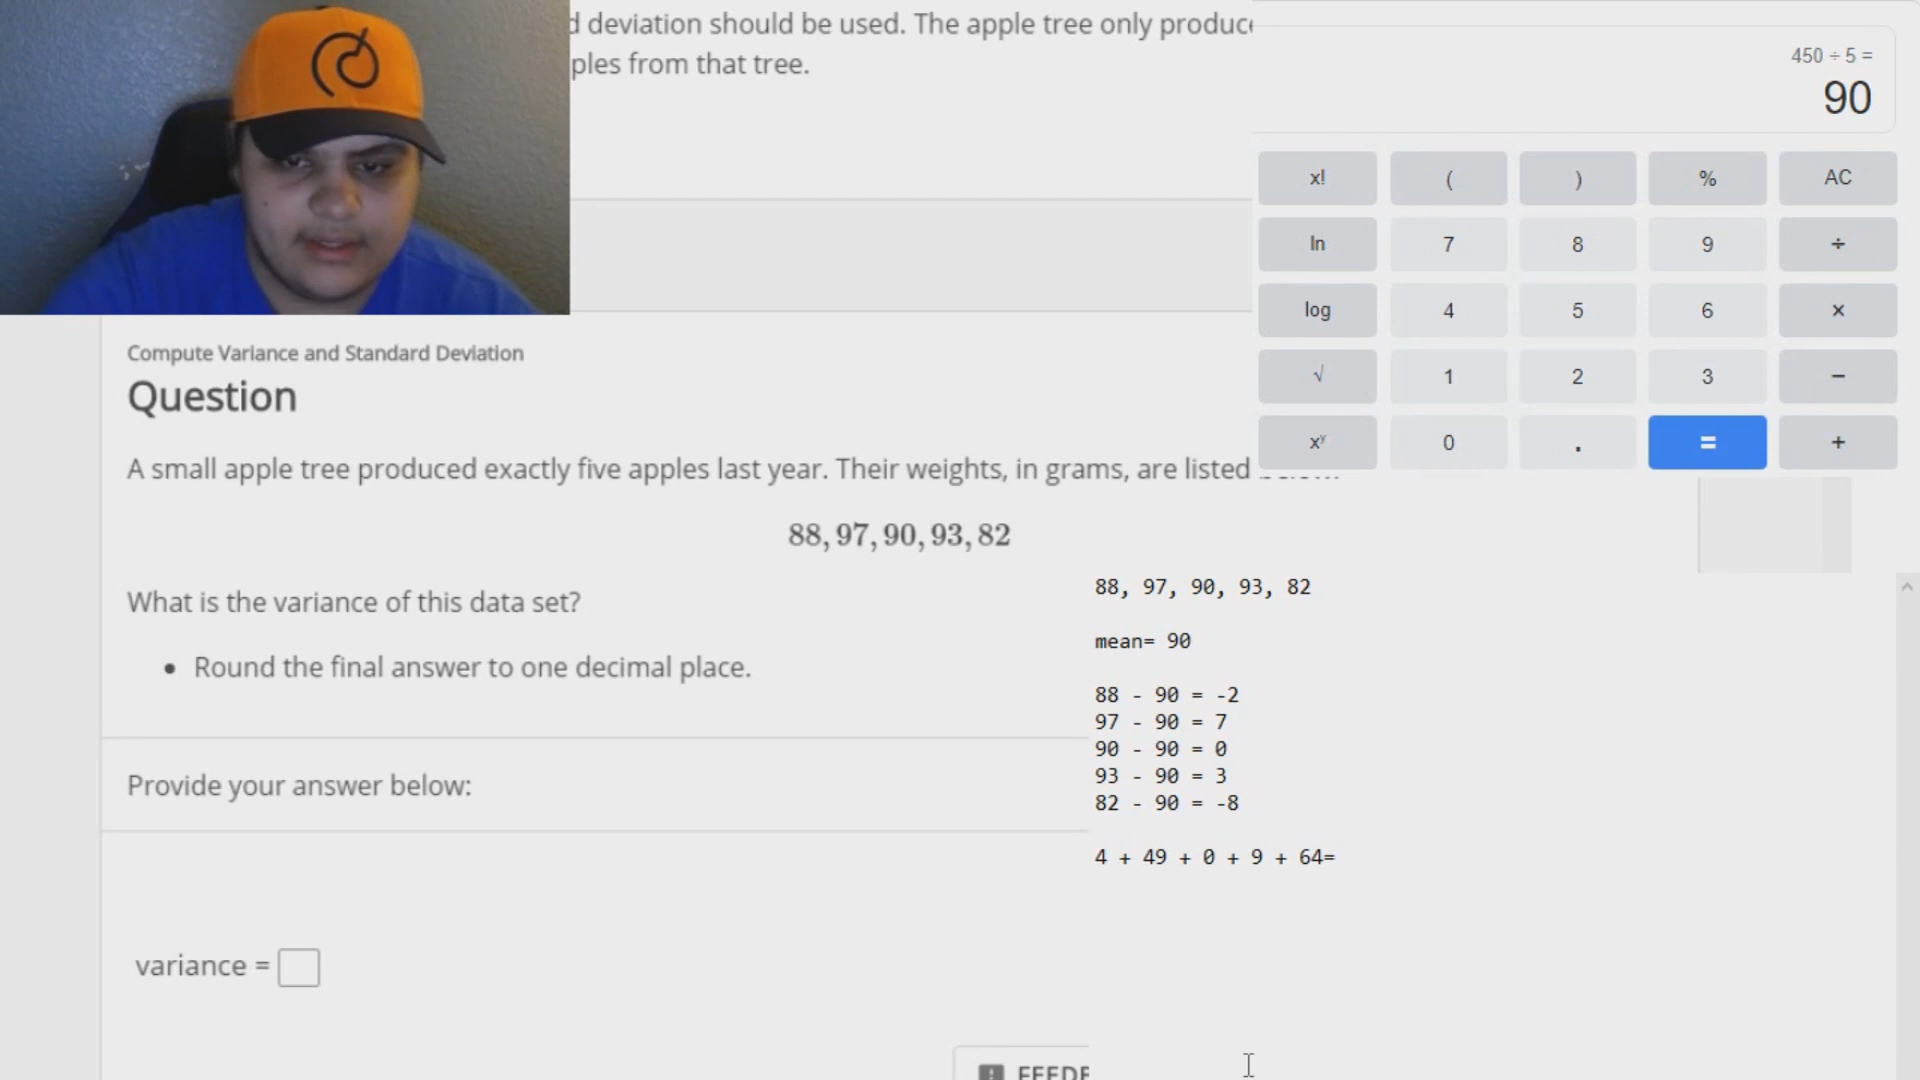 deviation should be used. The apple tree only produce
ples from that tree.
450 ÷ 5 =
90
x! ( ) % AC
ln 7 8 9 ÷
log 4 5 6 ×
√ 1 2 3 −
xʸ 0 . = +
Compute Variance and Standard Deviation
Question
A small apple tree produced exactly five apples last year. Their weights, in grams, are listed
88, 97, 90, 93, 82
What is the variance of this data set?
• Round the final answer to one decimal place.
Provide your answer below:
variance =
88, 97, 90, 93, 82
mean= 90
88 - 90 = -2
97 - 90 = 7
90 - 90 = 0
93 - 90 = 3
82 - 90 = -8
4 + 49 + 0 + 9 + 64=